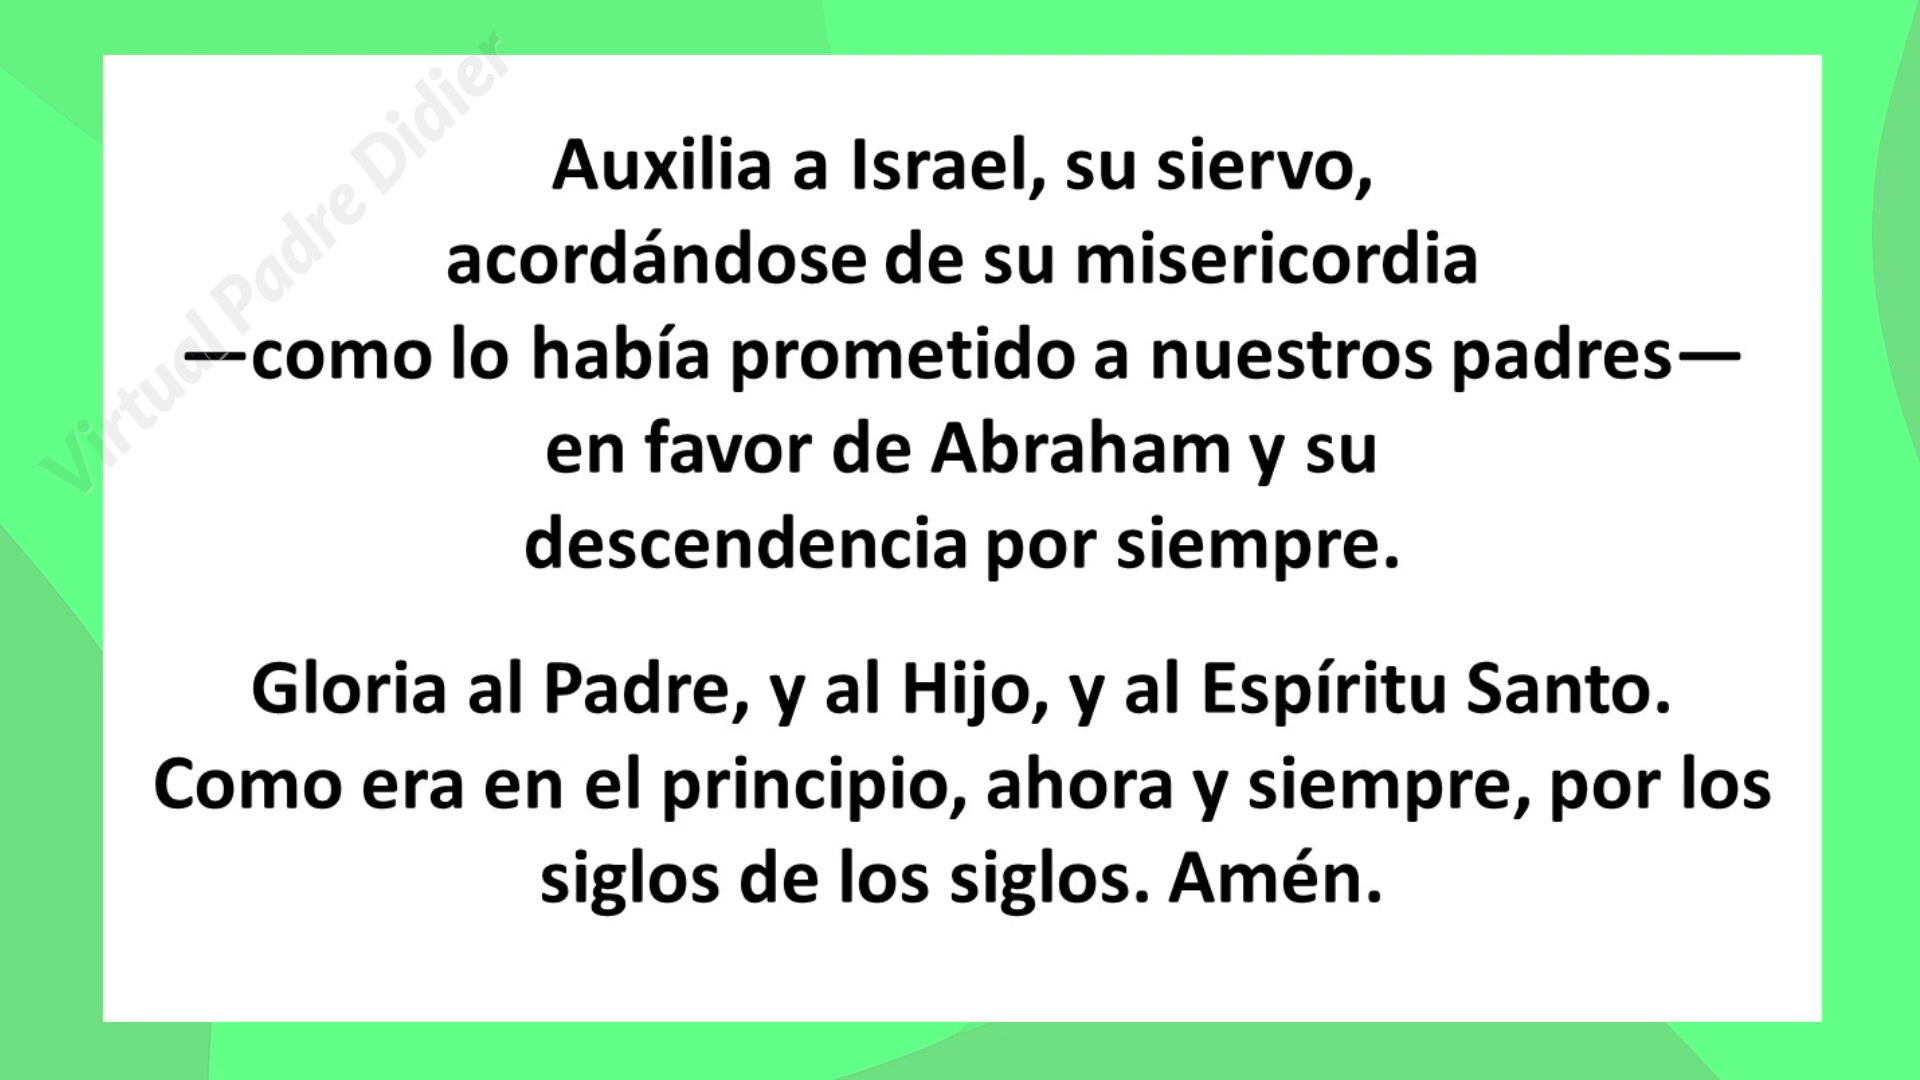 Virtual Padre Didier
Auxilia a Israel, su siervo,
acordándose de su misericordia
—como lo había prometido a nuestros padres—
en favor de Abraham y su
descendencia por siempre.
Gloria al Padre, y al Hijo, y al Espíritu Santo.
Como era en el principio, ahora y siempre, por los
siglos de los siglos. Amén.